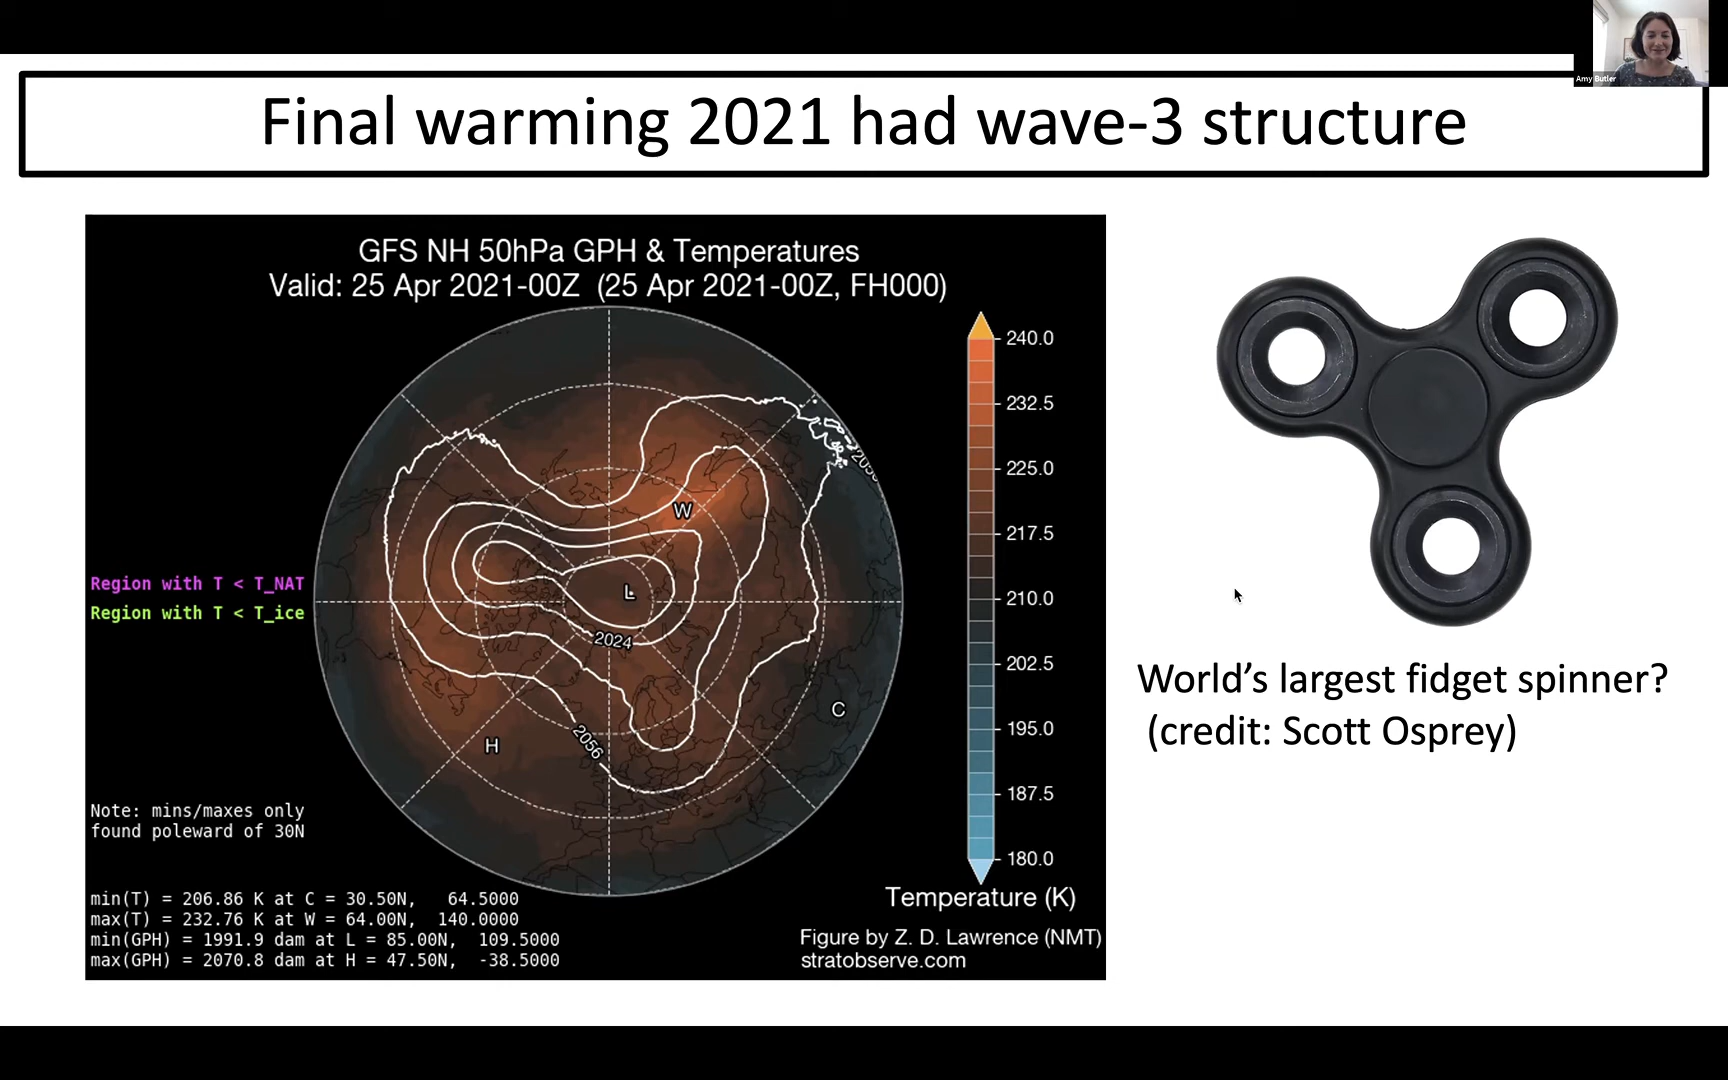 Amy Butler
Final warming 2021 had wave-3 structure
GFS NH 50hPa GPH & Temperatures
Valid: 25 Apr 2021-00Z (25 Apr 2021-00Z, FH000)
240.0
232.5
225.0
217.5
210.0
202.5
195.0
187.5
180.0
Temperature (K)
W
L
2024
2056
H
C
Region with T < T_NAT
Region with T < T_ice
Note: mins/maxes only
found poleward of 30N
min(T) = 206.86 K at C = 30.50N, 64.5000
max(T) = 232.76 K at W = 64.00N, 140.0000
min(GPH) = 1991.9 dam at L = 85.00N, 109.5000
max(GPH) = 2070.8 dam at H = 47.50N, -38.5000
Figure by Z. D. Lawrence (NMT)
stratobserve.com
World's largest fidget spinner?
(credit: Scott Osprey)